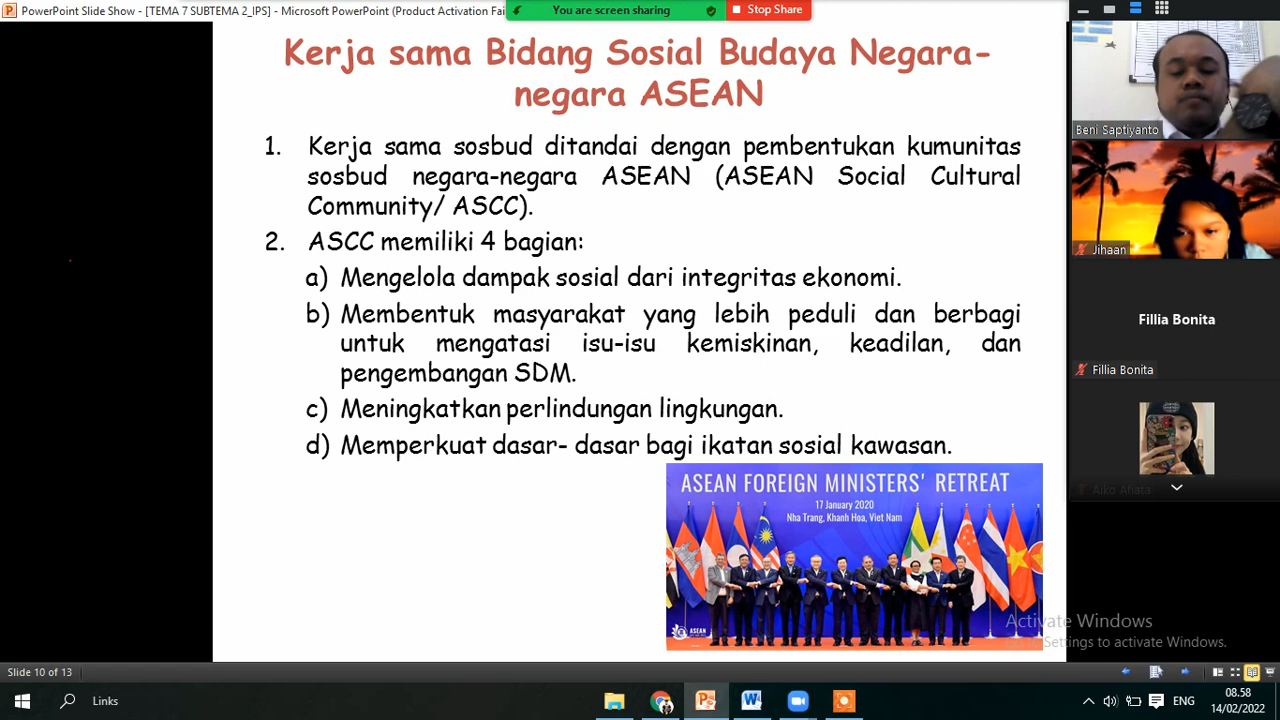 PowerPoint Slide Show - [TEMA 7 SUBTEMA 2_IPS] - Microsoft PowerPoint (Product Activation Fai
You are screen sharing
Stop Share
Kerja sama Bidang Sosial Budaya Negara-
negara ASEAN
1. Kerja sama sosbud ditandai dengan pembentukan kumunitas
sosbud negara-negara ASEAN (ASEAN Social Cultural
Community/ ASCC).
2. ASCC memiliki 4 bagian:
a) Mengelola dampak sosial dari integritas ekonomi.
b) Membentuk masyarakat yang lebih peduli dan berbagi
untuk mengatasi isu-isu kemiskinan, keadilan, dan
pengembangan SDM.
c) Meningkatkan perlindungan lingkungan.
d) Memperkuat dasar- dasar bagi ikatan sosial kawasan.
ASEAN FOREIGN MINISTERS' RETREAT
17 January 2020
Nha Trang, Khanh Hoa, Viet Nam
ASEAN
Beni Saptiyanto
Jihaan
Fillia Bonita
Fillia Bonita
Aiko Afiata
Activate Windows
Settings to activate Windows.
Slide 10 of 13
Links
ENG
08.58
14/02/2022